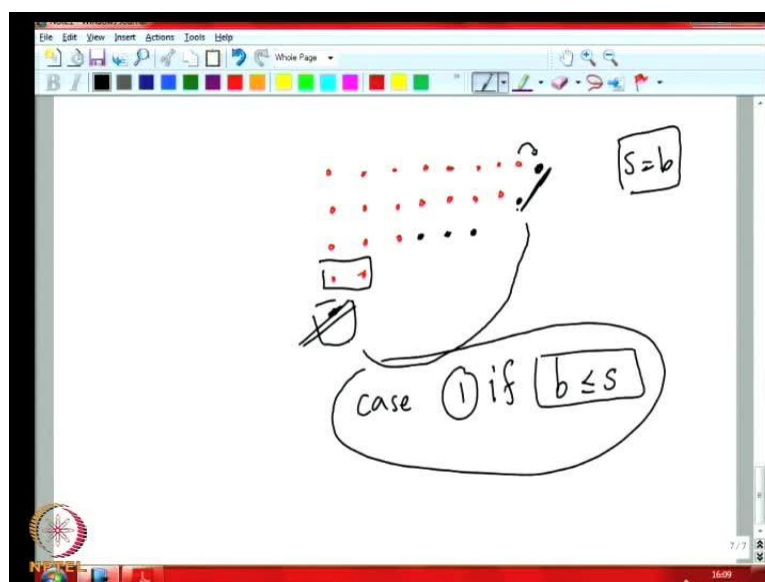 File Edit View Insert Actions Tools Help
Whole Page
B I
s=b
case ① if b ≤ s
7/7
NPTEL
16:09